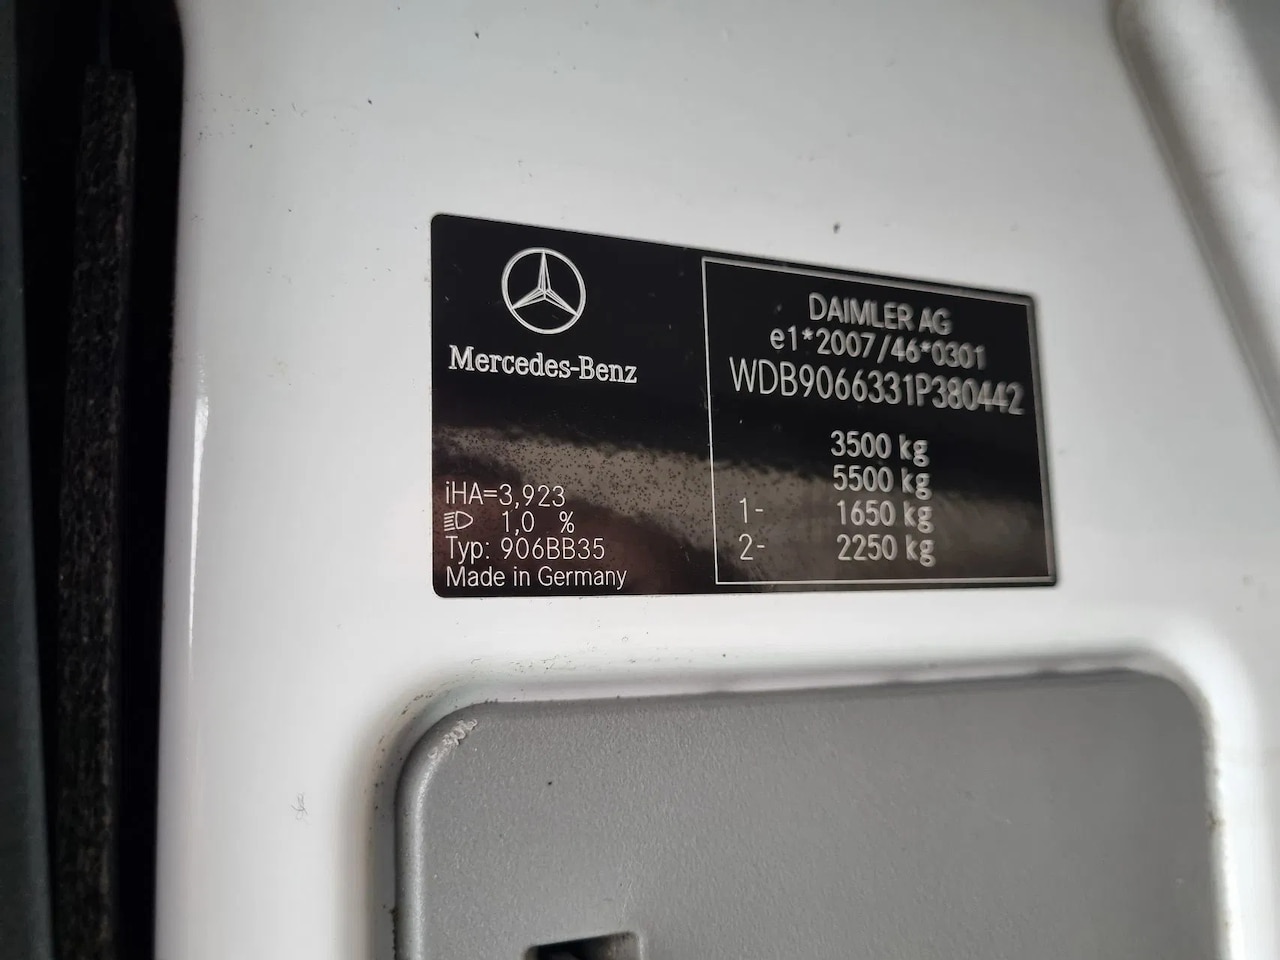 Mercedes-Benz
iHA=3,923
1,0 %
Typ: 906BB35
Made in Germany
DAIMLER AG
e1*2007/46*0301
WDB9066331P380442
3500 kg
5500 kg
1- 1650 kg
2- 2250 kg